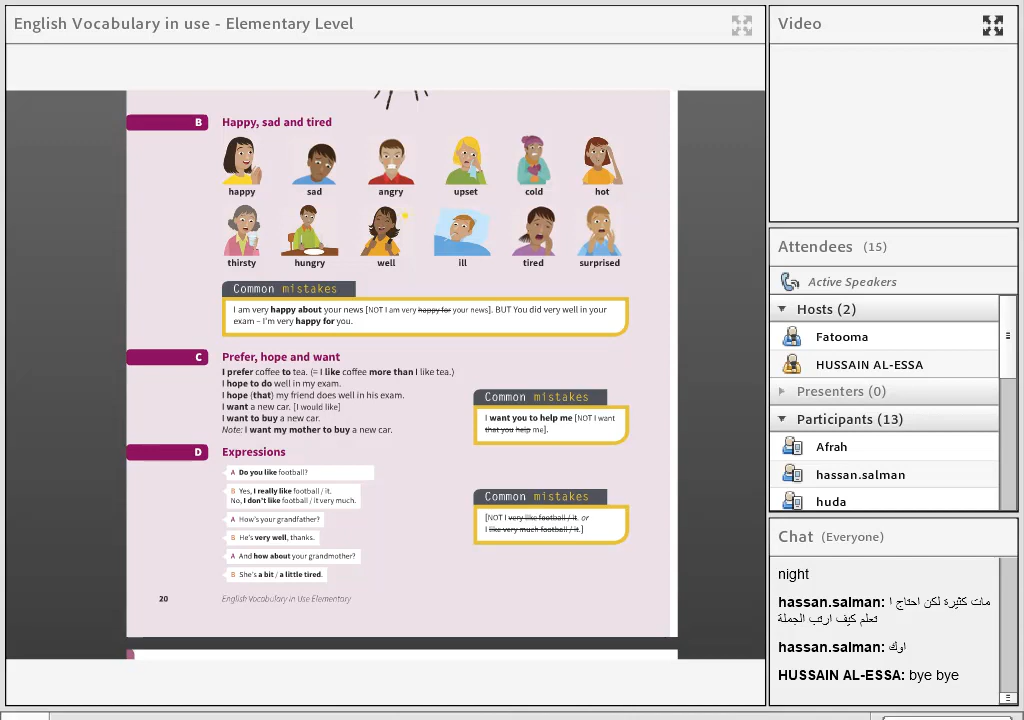 English Vocabulary in use - Elementary Level
B Happy, sad and tired
happy sad angry upset cold hot
thirsty hungry well ill tired surprised
Common mistakes
I am very happy about your news [NOT I am very happy for your news]. BUT You did very well in your
exam – I'm very happy for you.
C Prefer, hope and want
I prefer coffee to tea. (= I like coffee more than I like tea.)
I hope to do well in my exam.
I hope (that) my friend does well in his exam.
I want a new car. [I would like]
I want to buy a new car.
Note: I want my mother to buy a new car.
Common mistakes
I want you to help me [NOT I want
that you help me].
D Expressions
A Do you like football?
B Yes, I really like football / it.
No, I don't like football / it very much.
A How's your grandfather?
B He's very well, thanks.
A And how about your grandmother?
B She's a bit / a little tired.
Common mistakes
[NOT I very like football / it. or
I like very much football / it.]
20 English Vocabulary in Use Elementary
Video
Attendees (15)
Active Speakers
Hosts (2)
Fatooma
HUSSAIN AL-ESSA
Presenters (0)
Participants (13)
Afrah
hassan.salman
huda
Chat (Everyone)
night
hassan.salman: مات كثيرة لكن احتاج ا
تعلم كيف ارتب الجملة
hassan.salman: اوك
HUSSAIN AL-ESSA: bye bye